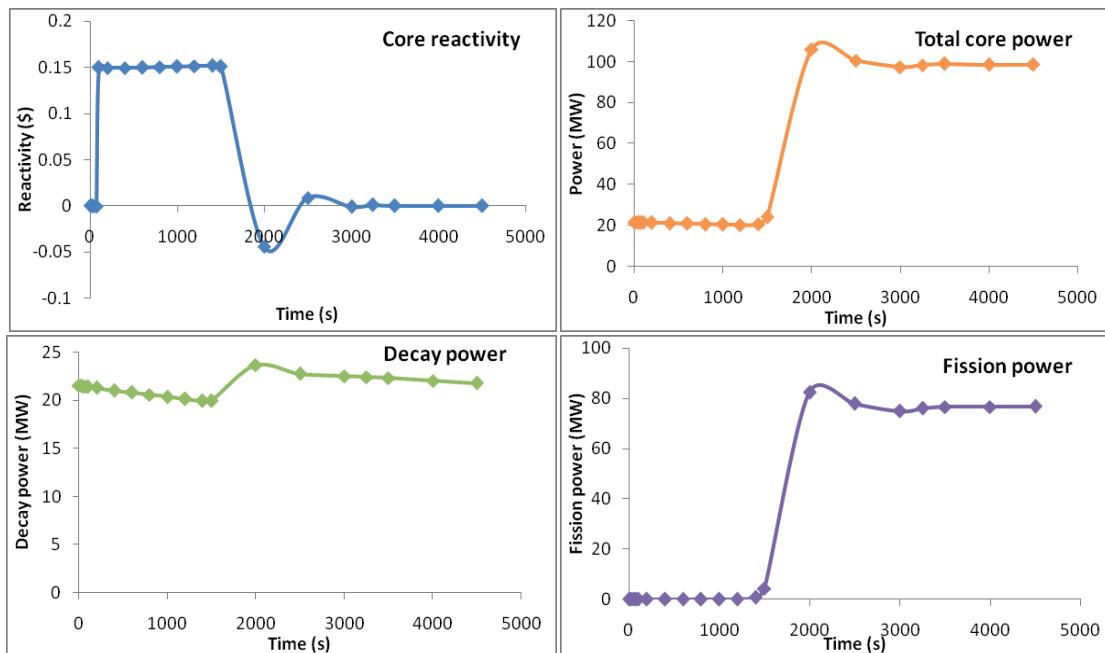 Core reactivity
0.2
0.15
0.1
0.05
0
-0.05
-0.1
Reactivity ($)
0 1000 2000 3000 4000 5000
Time (s)
Total core power
120
100
80
60
40
20
0
Power (MW)
0 1000 2000 3000 4000 5000
Time (s)
Decay power
25
20
15
10
5
0
Decay power (MW)
0 1000 2000 3000 4000 5000
Time (s)
Fission power
100
80
60
40
20
0
Fission power (MW)
0 1000 2000 3000 4000 5000
Time (s)